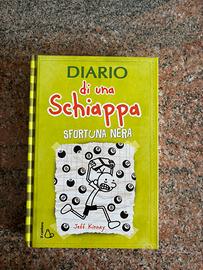 DIARIO
di una
Schiappa
SFORTUNA NERA
Jeff Kinney